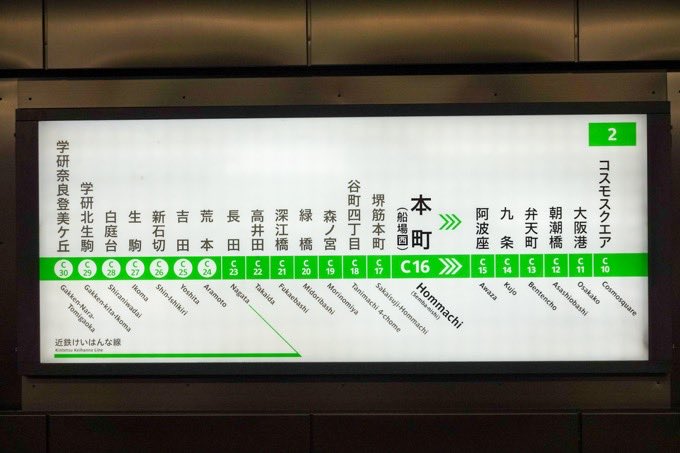 2
学研奈良登美ケ丘
学研北生駒
白庭台
生駒
新石切
吉田
荒本
長田
高井田
深江橋
緑橋
森ノ宮
谷町四丁目
堺筋本町
本町
(船場西)
阿波座
九条
弁天町
朝潮橋
大阪港
コスモスクエア
C 30
C 29
C 28
C 27
C 26
C 25
C 24
C 23
C 22
C 21
C 20
C 19
C 18
C 17
C16
C 15
C 14
C 13
C 12
C 11
C 10
Gakken-Nara-
Tomigaoka
Gakken-kita-Ikoma
Shiraniwadai
Ikoma
Shin-Ishikiri
Yoshita
Aramoto
Nagata
Takaida
Fukaebashi
Midoribashi
Morinomiya
Tanimachi 4-chome
Sakaisuji-Hommachi
Hommachi
(Semba-nishi)
Awaza
Kujo
Bentencho
Asashiobashi
Osakako
Cosmosquare
近鉄けいはんな線
Kintetsu Keihanna Line